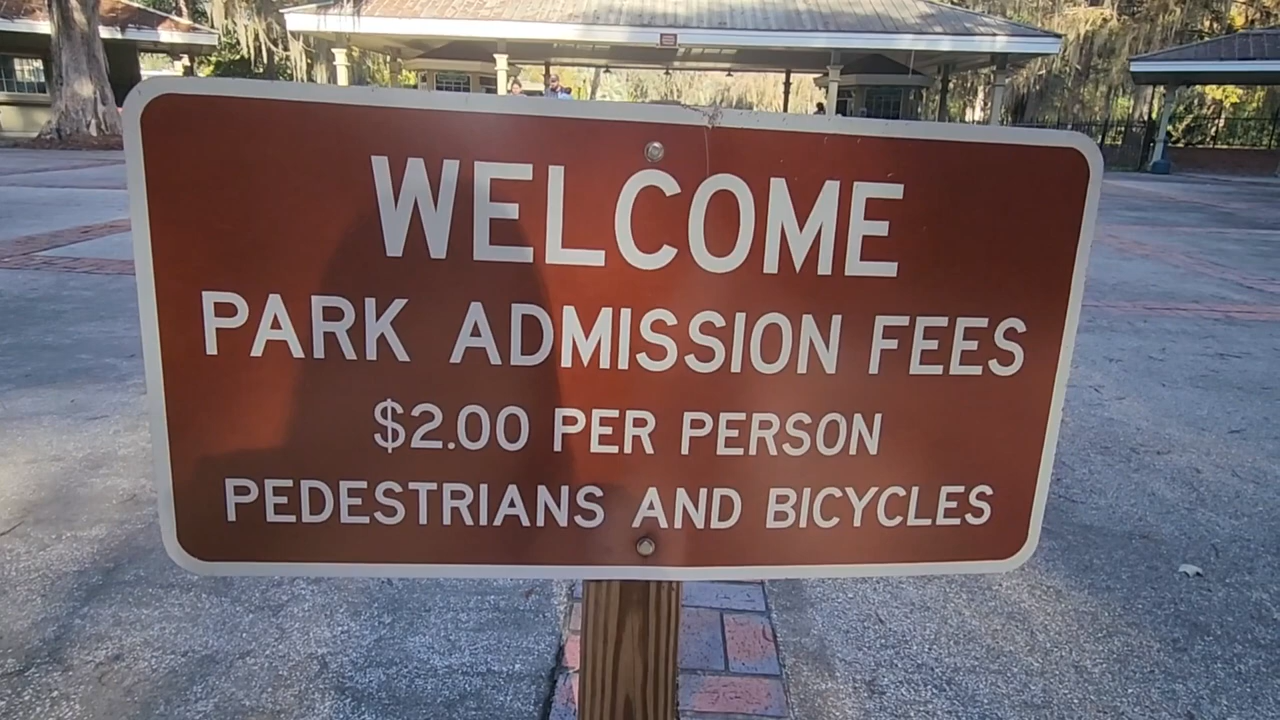 WELCOME
PARK ADMISSION FEES
$2.00 PER PERSON
PEDESTRIANS AND BICYCLES